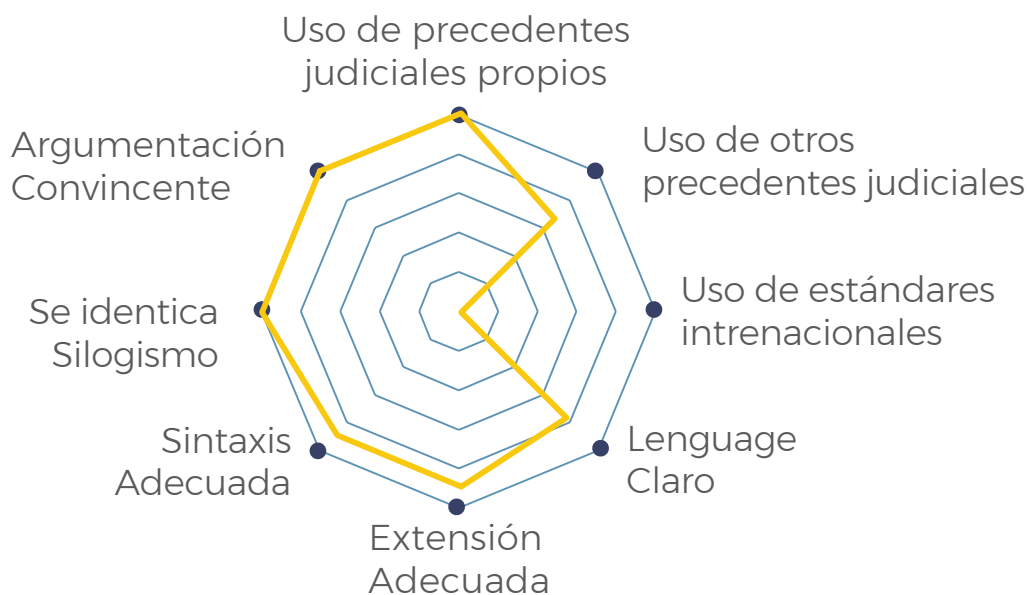 Uso de precedentes
judiciales propios
Uso de otros
precedentes judiciales
Uso de estándares
intrenacionales
Lenguage
Claro
Extensión
Adecuada
Sintaxis
Adecuada
Se identica
Silogismo
Argumentación
Convincente